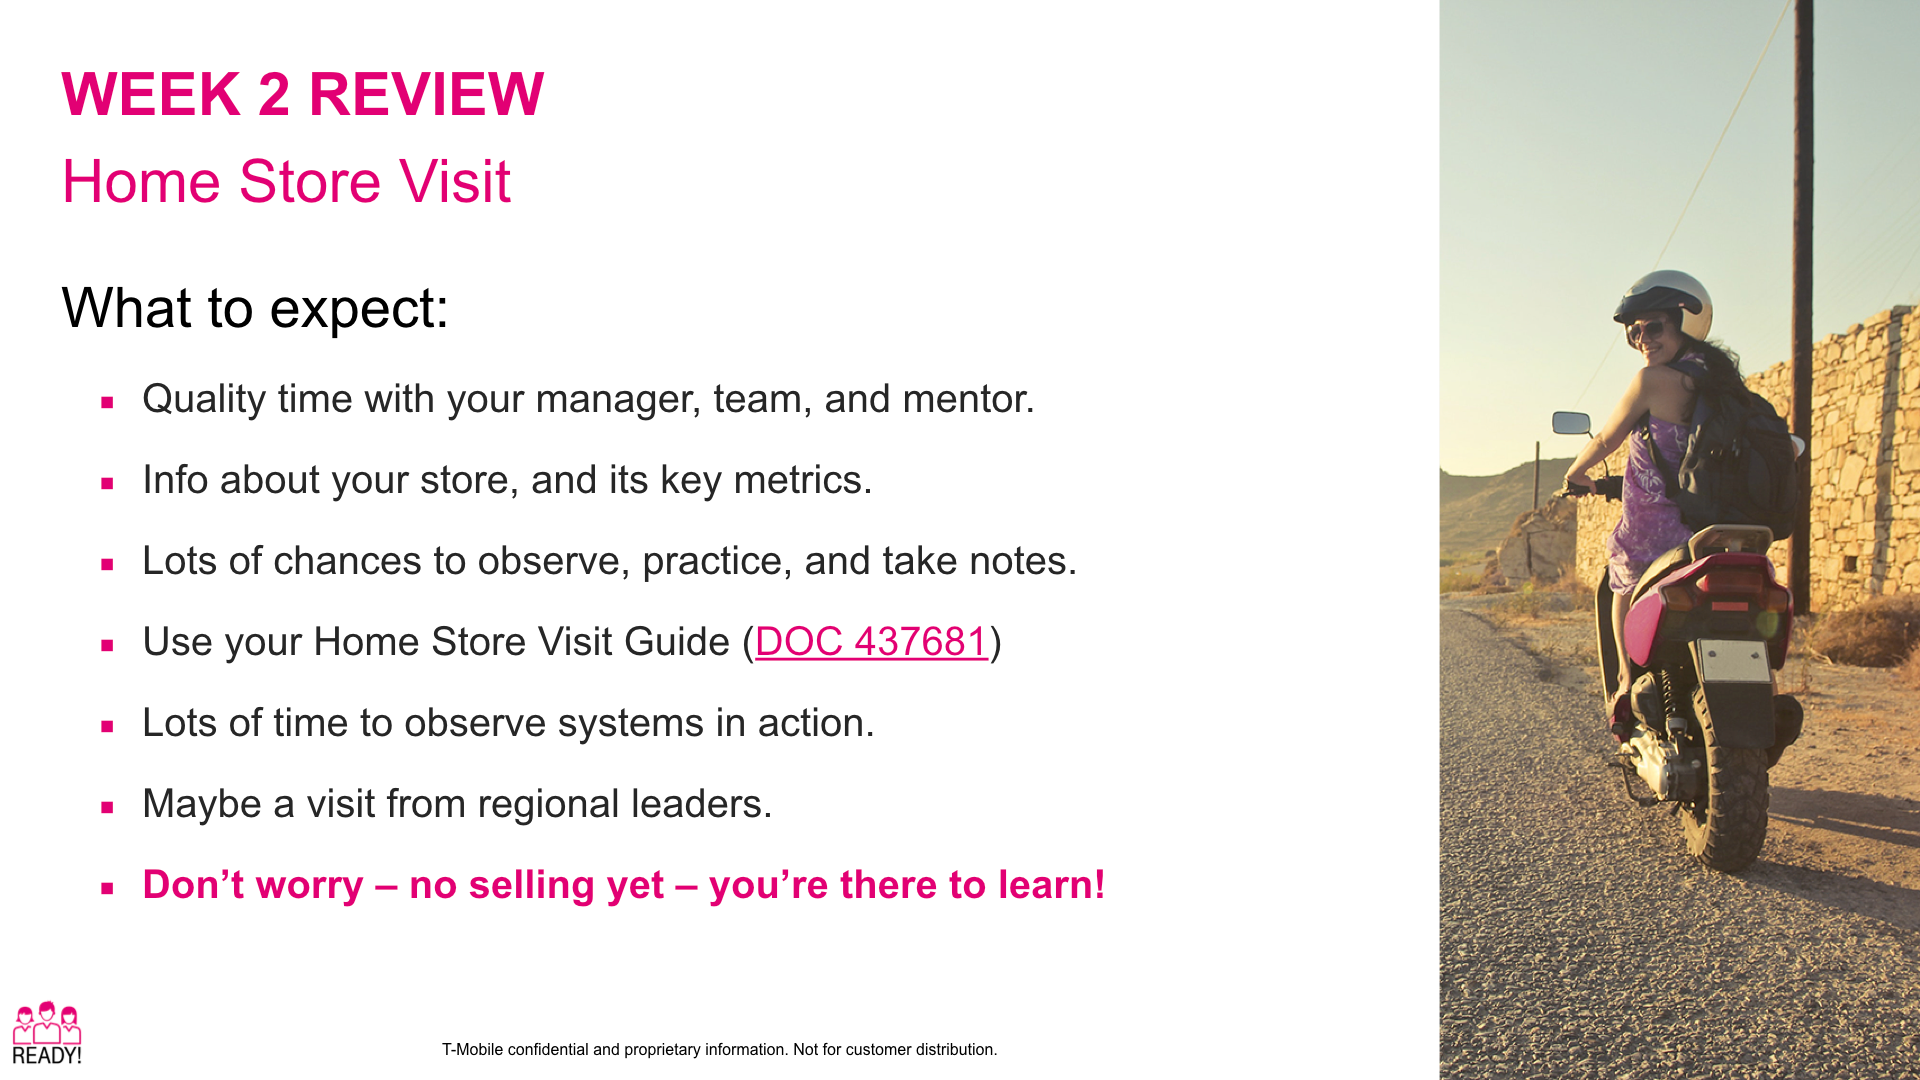 WEEK 2 REVIEW
Home Store Visit
What to expect:
▪ Quality time with your manager, team, and mentor.
▪ Info about your store, and its key metrics.
▪ Lots of chances to observe, practice, and take notes.
▪ Use your Home Store Visit Guide (DOC 437681)
▪ Lots of time to observe systems in action.
▪ Maybe a visit from regional leaders.
▪ Don’t worry – no selling yet – you’re there to learn!
READY!
T-Mobile confidential and proprietary information. Not for customer distribution.